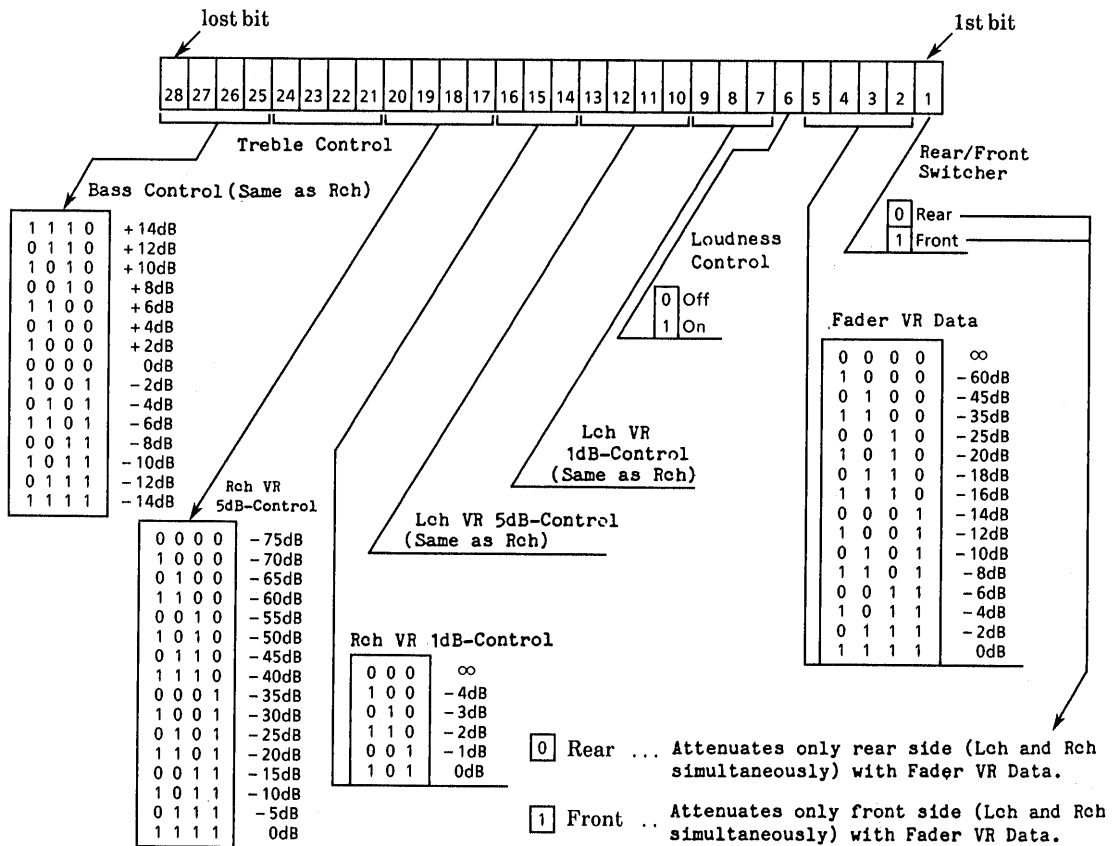 lost bit
1st bit
28 27 26 25 24 23 22 21 20 19 18 17 16 15 14 13 12 11 10 9 8 7 6 5 4 3 2 1
Treble Control
Bass Control (Same as Rch)
1 1 1 0 +14dB
0 1 1 0 +12dB
1 0 1 0 +10dB
0 0 1 0 +8dB
1 1 0 0 +6dB
0 1 0 0 +4dB
1 0 0 0 +2dB
0 0 0 0 0dB
1 0 0 1 -2dB
0 1 0 1 -4dB
1 1 0 1 -6dB
0 0 1 1 -8dB
1 0 1 1 -10dB
0 1 1 1 -12dB
1 1 1 1 -14dB
Rch VR
5dB-Control
0 0 0 0 -75dB
1 0 0 0 -70dB
0 1 0 0 -65dB
1 1 0 0 -60dB
0 0 1 0 -55dB
1 0 1 0 -50dB
0 1 1 0 -45dB
1 1 1 0 -40dB
0 0 0 1 -35dB
1 0 0 1 -30dB
0 1 0 1 -25dB
1 1 0 1 -20dB
0 0 1 1 -15dB
1 0 1 1 -10dB
0 1 1 1 -5dB
1 1 1 1 0dB
Rch VR 1dB-Control
0 0 0 ∞
1 0 0 -4dB
0 1 0 -3dB
1 1 0 -2dB
0 0 1 -1dB
1 0 1 0dB
Lch VR 5dB-Control
(Same as Rch)
Lch VR
1dB-Control
(Same as Rch)
Loudness
Control
0 Off
1 On
Rear/Front
Switcher
0 Rear
1 Front
Fader VR Data
0 0 0 0 ∞
1 0 0 0 -60dB
0 1 0 0 -45dB
1 1 0 0 -35dB
0 0 1 0 -25dB
1 0 1 0 -20dB
0 1 1 0 -18dB
1 1 1 0 -16dB
0 0 0 1 -14dB
1 0 0 1 -12dB
0 1 0 1 -10dB
1 1 0 1 -8dB
0 0 1 1 -6dB
1 0 1 1 -4dB
0 1 1 1 -2dB
1 1 1 1 0dB
0 Rear ... Attenuates only rear side (Lch and Rch
simultaneously) with Fader VR Data.
1 Front .. Attenuates only front side (Lch and Rch
simultaneously) with Fader VR Data.